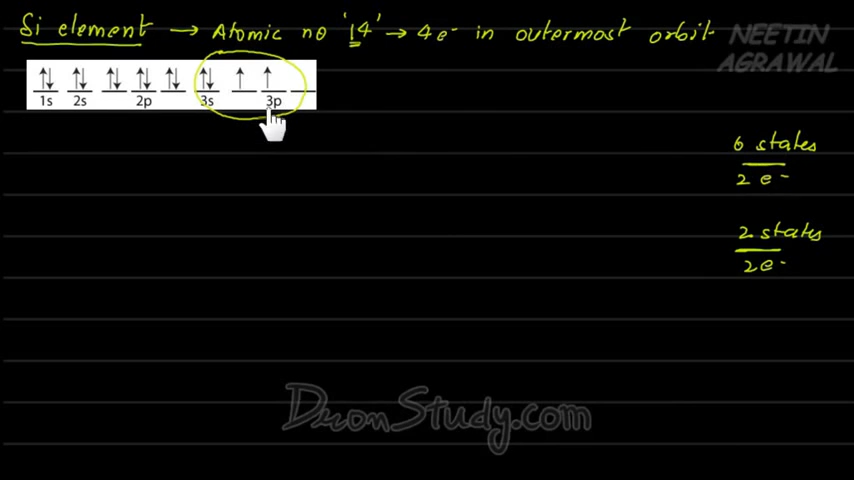 Si element → Atomic no '14' → 4e⁻ in outermost orbit
NEETIN AGRAWAL
1s 2s 2p 3s 3p
6 states
2 e⁻
2 states
2e⁻
DronStudy.com